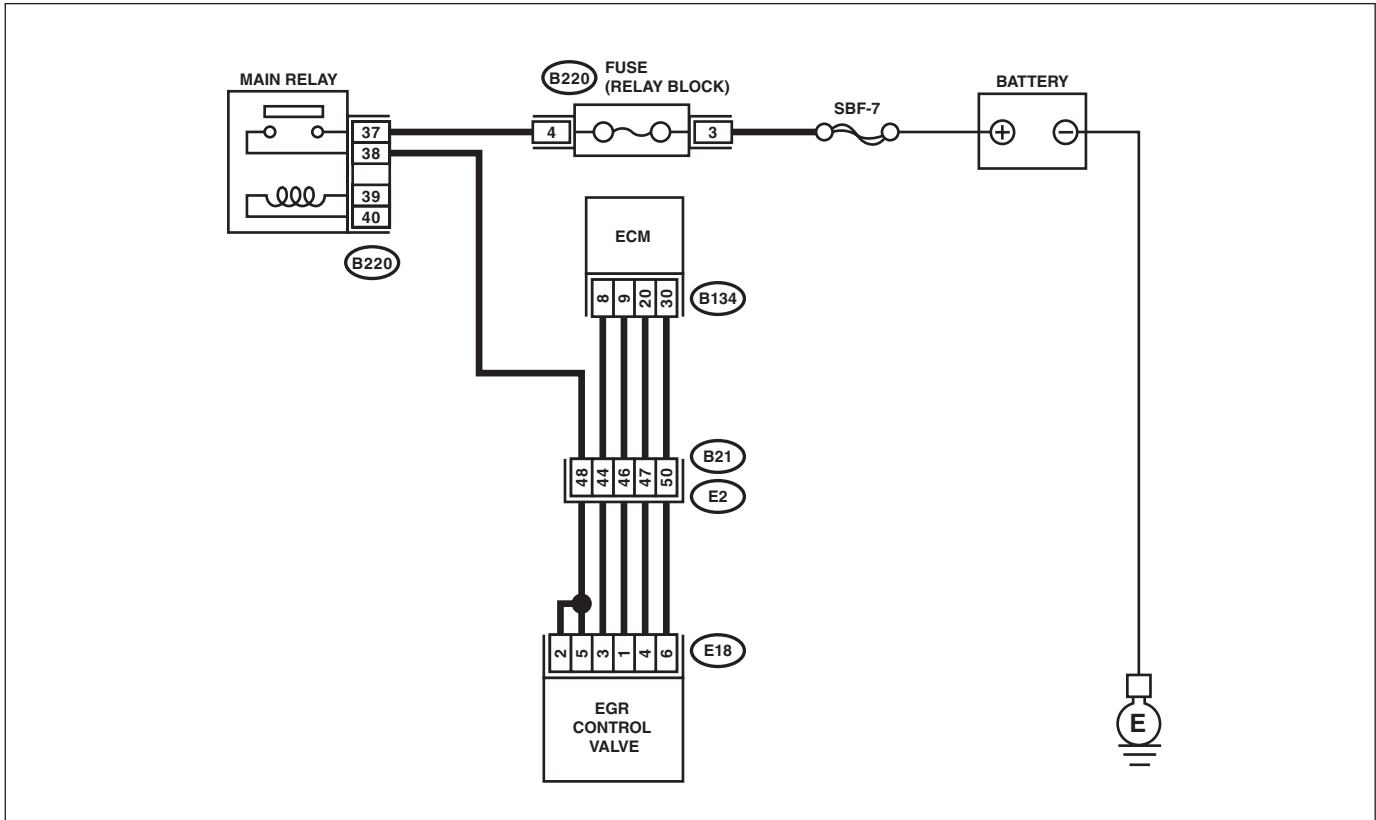 MAIN RELAY
37
38
39
40
B220
B220
FUSE
(RELAY BLOCK)
4
3
SBF-7
BATTERY
+
−
ECM
8
9
20
30
B134
48
44
46
47
50
B21
E2
2
5
3
1
4
6
E18
EGR
CONTROL
VALVE
E